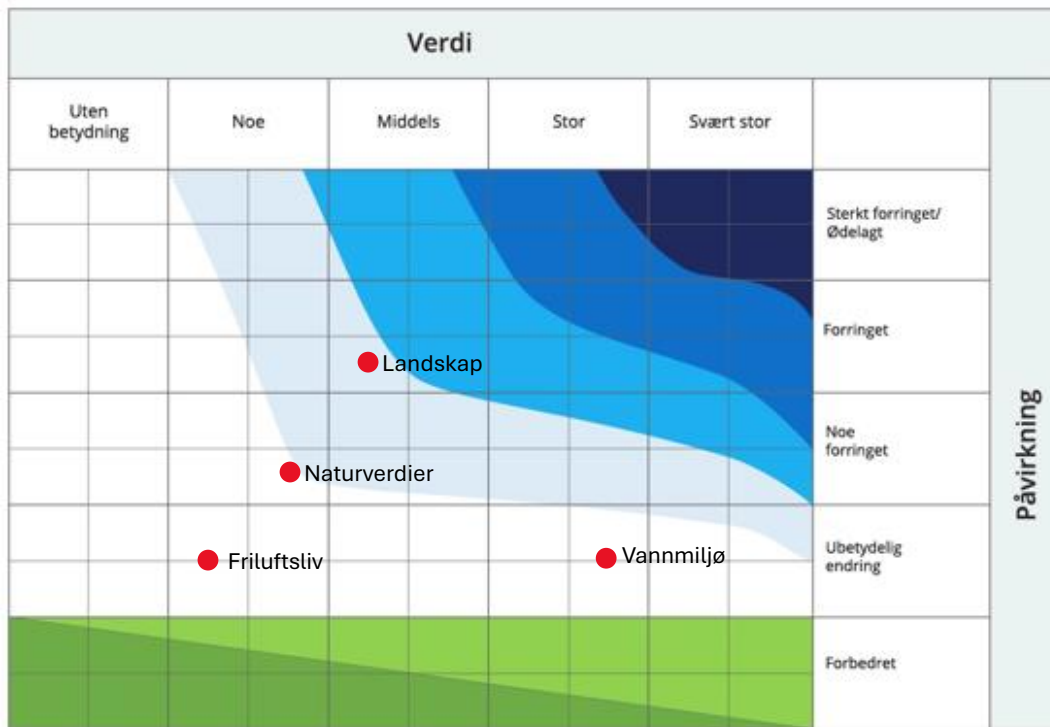 Verdi
Uten
betydning
Noe
Middels
Stor
Svært stor
Sterkt forringet/
Ødelagt
Forringet
Landskap
Noe
forringet
Naturverdier
Påvirkning
Ubetydelig
endring
Friluftsliv
Vannmiljø
Forbedret